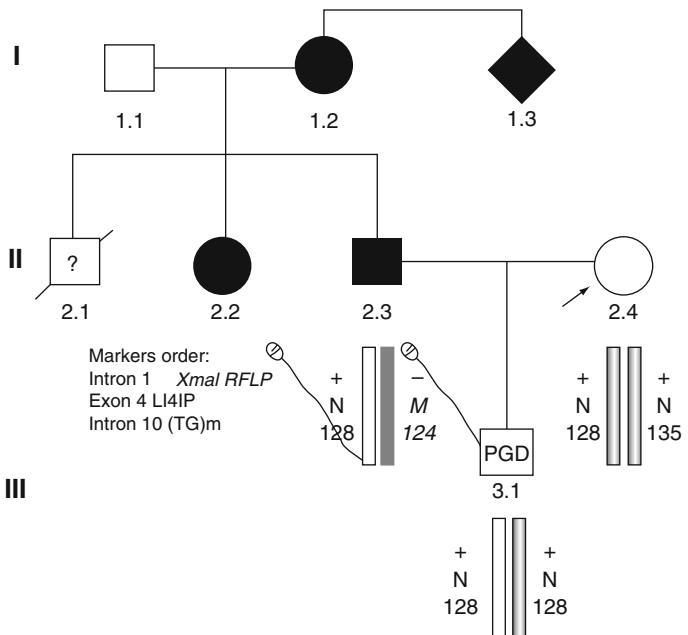 I
1.1
1.2
1.3
II
?
2.1
2.2
2.3
2.4
Markers order:
Intron 1 XmaI RFLP
Exon 4 LI4IP
Intron 10 (TG)m
+ − + +
N M N N
128 124 128 135
PGD
III
3.1
+ +
N N
128 128